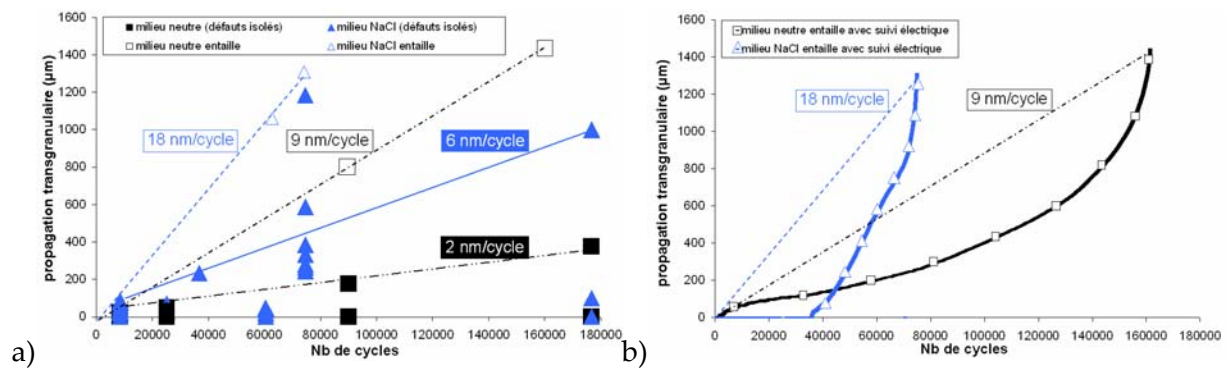 milieu neutre (défauts isolés)
milieu NaCl (défauts isolés)
milieu neutre entaille
milieu NaCl entaille
propagation transgranulaire (µm)
1600
1400
1200
1000
800
600
400
200
0
18 nm/cycle
9 nm/cycle
6 nm/cycle
2 nm/cycle
0 20000 40000 60000 80000 100000 120000 140000 160000 180000
Nb de cycles
a)
milieu neutre entaille avec suivi électrique
milieu NaCl entaille avec suivi électrique
propagation transgranulaire (µm)
1600
1400
1200
1000
800
600
400
200
0
18 nm/cycle
9 nm/cycle
0 20000 40000 60000 80000 100000 120000 140000 160000 180000
Nb de cycles
b)